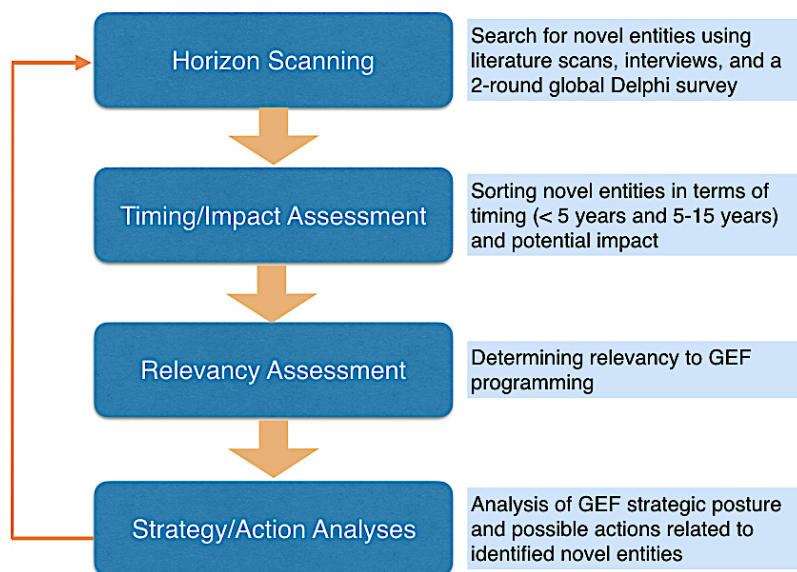 Horizon Scanning
Search for novel entities using
literature scans, interviews, and a
2-round global Delphi survey
Timing/Impact Assessment
Sorting novel entities in terms of
timing (< 5 years and 5-15 years)
and potential impact
Relevancy Assessment
Determining relevancy to GEF
programming
Strategy/Action Analyses
Analysis of GEF strategic posture
and possible actions related to
identified novel entities